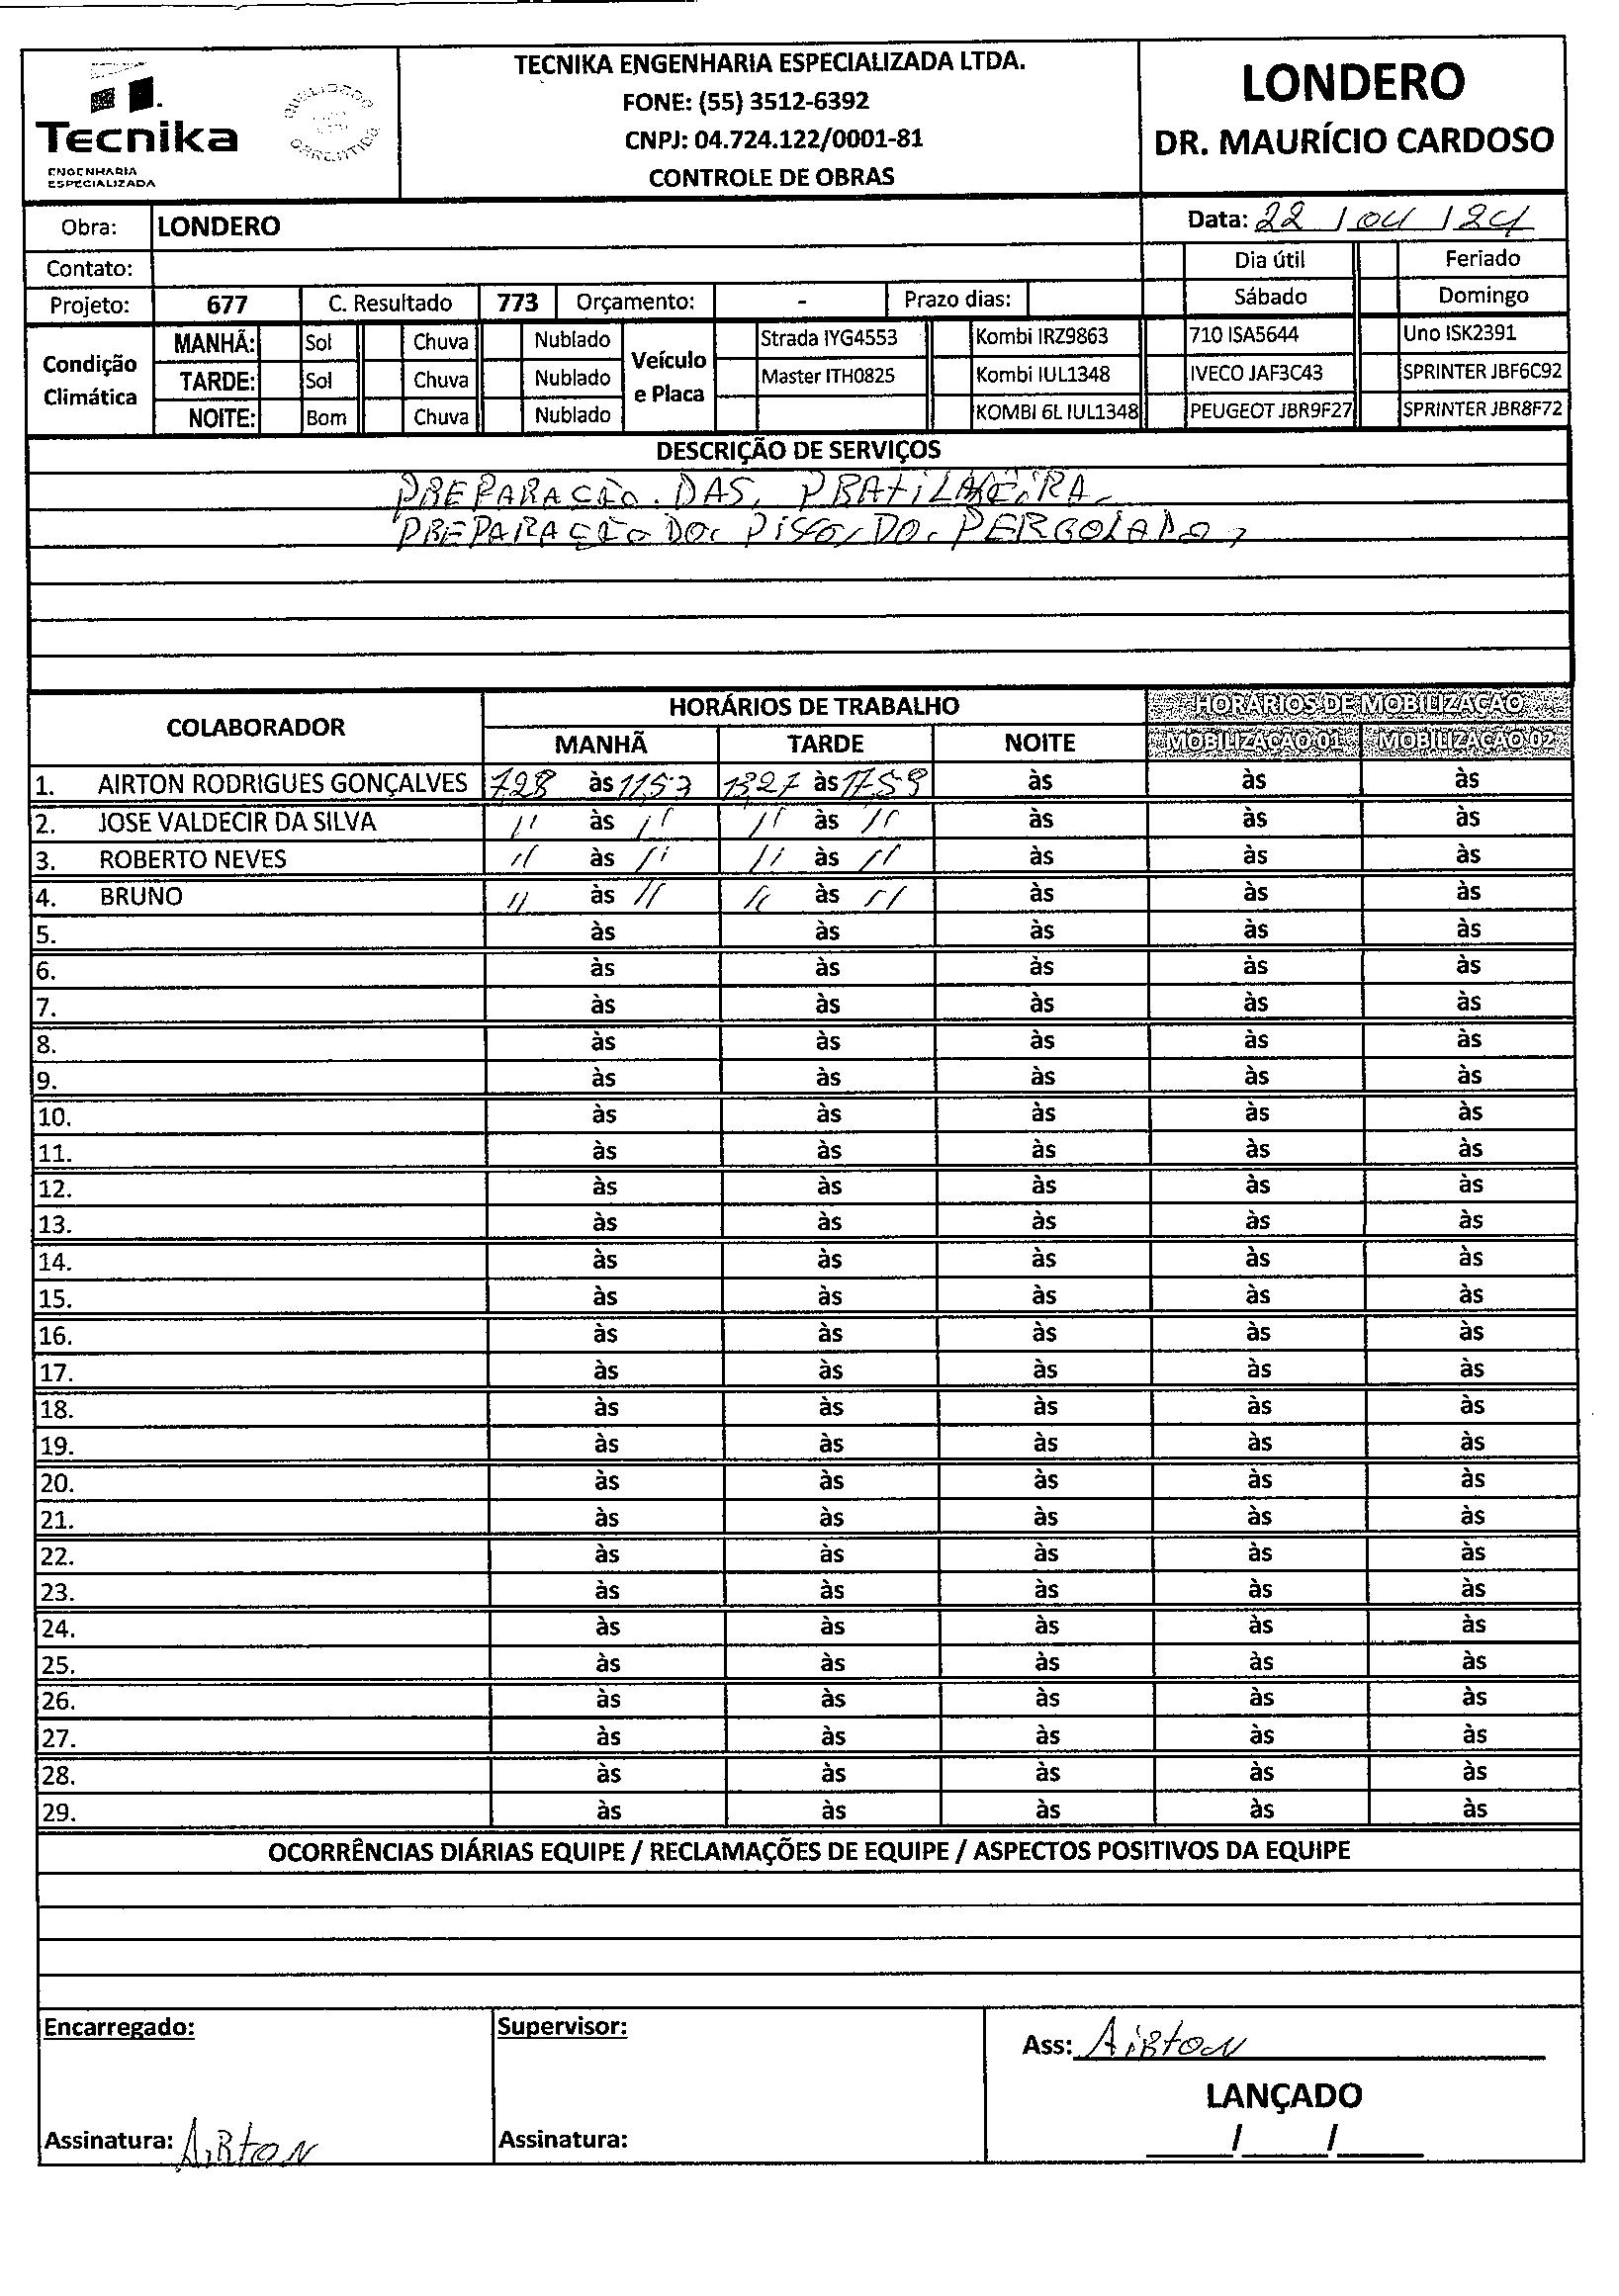 TECNIKA ENGENHARIA ESPECIALIZADA LTDA.
FONE: (55) 3512-6392
CNPJ: 04.724.122/0001-81
CONTROLE DE OBRAS
Tecnika
ENGENHARIA
ESPECIALIZADA
LONDERO
DR. MAURÍCIO CARDOSO
Obra: LONDERO
Data: 22 / 04 / 24
Contato:
Dia útil Feriado
Projeto: 677 C. Resultado 773 Orçamento: - Prazo dias:
Sábado Domingo
Condição Climática
MANHÃ: Sol Chuva Nublado
TARDE: Sol Chuva Nublado
NOITE: Bom Chuva Nublado
Veículo e Placa
Strada IYG4553 Kombi IRZ9863 710 ISA5644 Uno ISK2391
Master ITH0825 Kombi IUL1348 IVECO JAF3C43 SPRINTER JBF6C92
KOMBI 6L IUL1348 PEUGEOT JBR9F27 SPRINTER JBR8F72
DESCRIÇÃO DE SERVIÇOS
PREPARAÇÃO. DAS,
PREPARAÇÃO DO. PISO, DO. PERGOLADO,
COLABORADOR HORÁRIOS DE TRABALHO HORÁRIOS DE MOBILIZAÇÃO
MANHÃ TARDE NOITE MOBILIZAÇÃO 01 MOBILIZAÇÃO 02
1. AIRTON RODRIGUES GONÇALVES 7,28 às 11,57 13,27 às 17,59 às às às
2. JOSE VALDECIR DA SILVA " às " " às " às às às
3. ROBERTO NEVES " às " " às " às às às
4. BRUNO " às " " às " às às às
5. às às às às às
6. às às às às às
7. às às às às às
8. às às às às às
9. às às às às às
10. às às às às às
11. às às às às às
12. às às às às às
13. às às às às às
14. às às às às às
15. às às às às às
16. às às às às às
17. às às às às às
18. às às às às às
19. às às às às às
20. às às às às às
21. às às às às às
22. às às às às às
23. às às às às às
24. às às às às às
25. às às às às às
26. às às às às às
27. às às às às às
28. às às às às às
29. às às às às às
OCORRÊNCIAS DIÁRIAS EQUIPE / RECLAMAÇÕES DE EQUIPE / ASPECTOS POSITIVOS DA EQUIPE
Encarregado: Supervisor:
Ass: AIRTON
LANÇADO
Assinatura: AIRTON Assinatura:
____/____/____